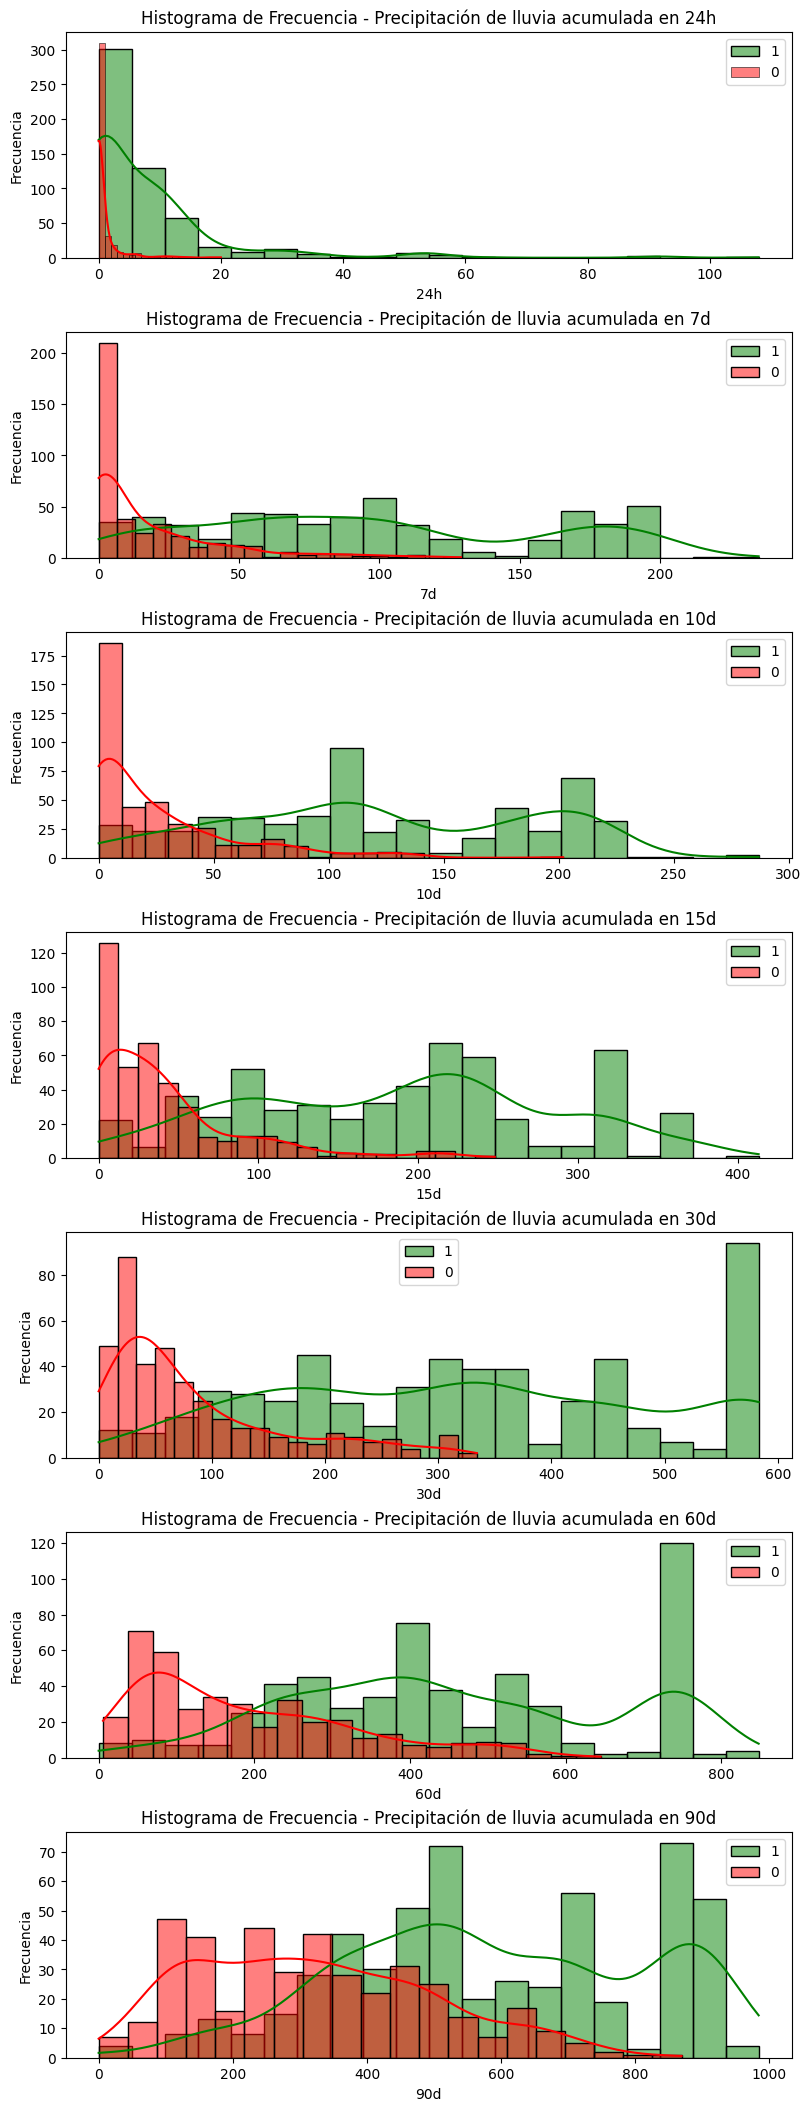 Histograma de Frecuencia - Precipitación de lluvia acumulada en 24h
300
250
200
150
100
50
0
Frecuencia
1
0
0 20 40 60 80 100
24h
Histograma de Frecuencia - Precipitación de lluvia acumulada en 7d
200
150
100
50
0
Frecuencia
1
0
0 50 100 150 200
7d
Histograma de Frecuencia - Precipitación de lluvia acumulada en 10d
175
150
125
100
75
50
25
0
Frecuencia
1
0
0 50 100 150 200 250 300
10d
Histograma de Frecuencia - Precipitación de lluvia acumulada en 15d
120
100
80
60
40
20
0
Frecuencia
1
0
0 100 200 300 400
15d
Histograma de Frecuencia - Precipitación de lluvia acumulada en 30d
80
60
40
20
0
Frecuencia
1
0
0 100 200 300 400 500 600
30d
Histograma de Frecuencia - Precipitación de lluvia acumulada en 60d
120
100
80
60
40
20
0
Frecuencia
1
0
0 200 400 600 800
60d
Histograma de Frecuencia - Precipitación de lluvia acumulada en 90d
70
60
50
40
30
20
10
0
Frecuencia
1
0
0 200 400 600 800 1000
90d